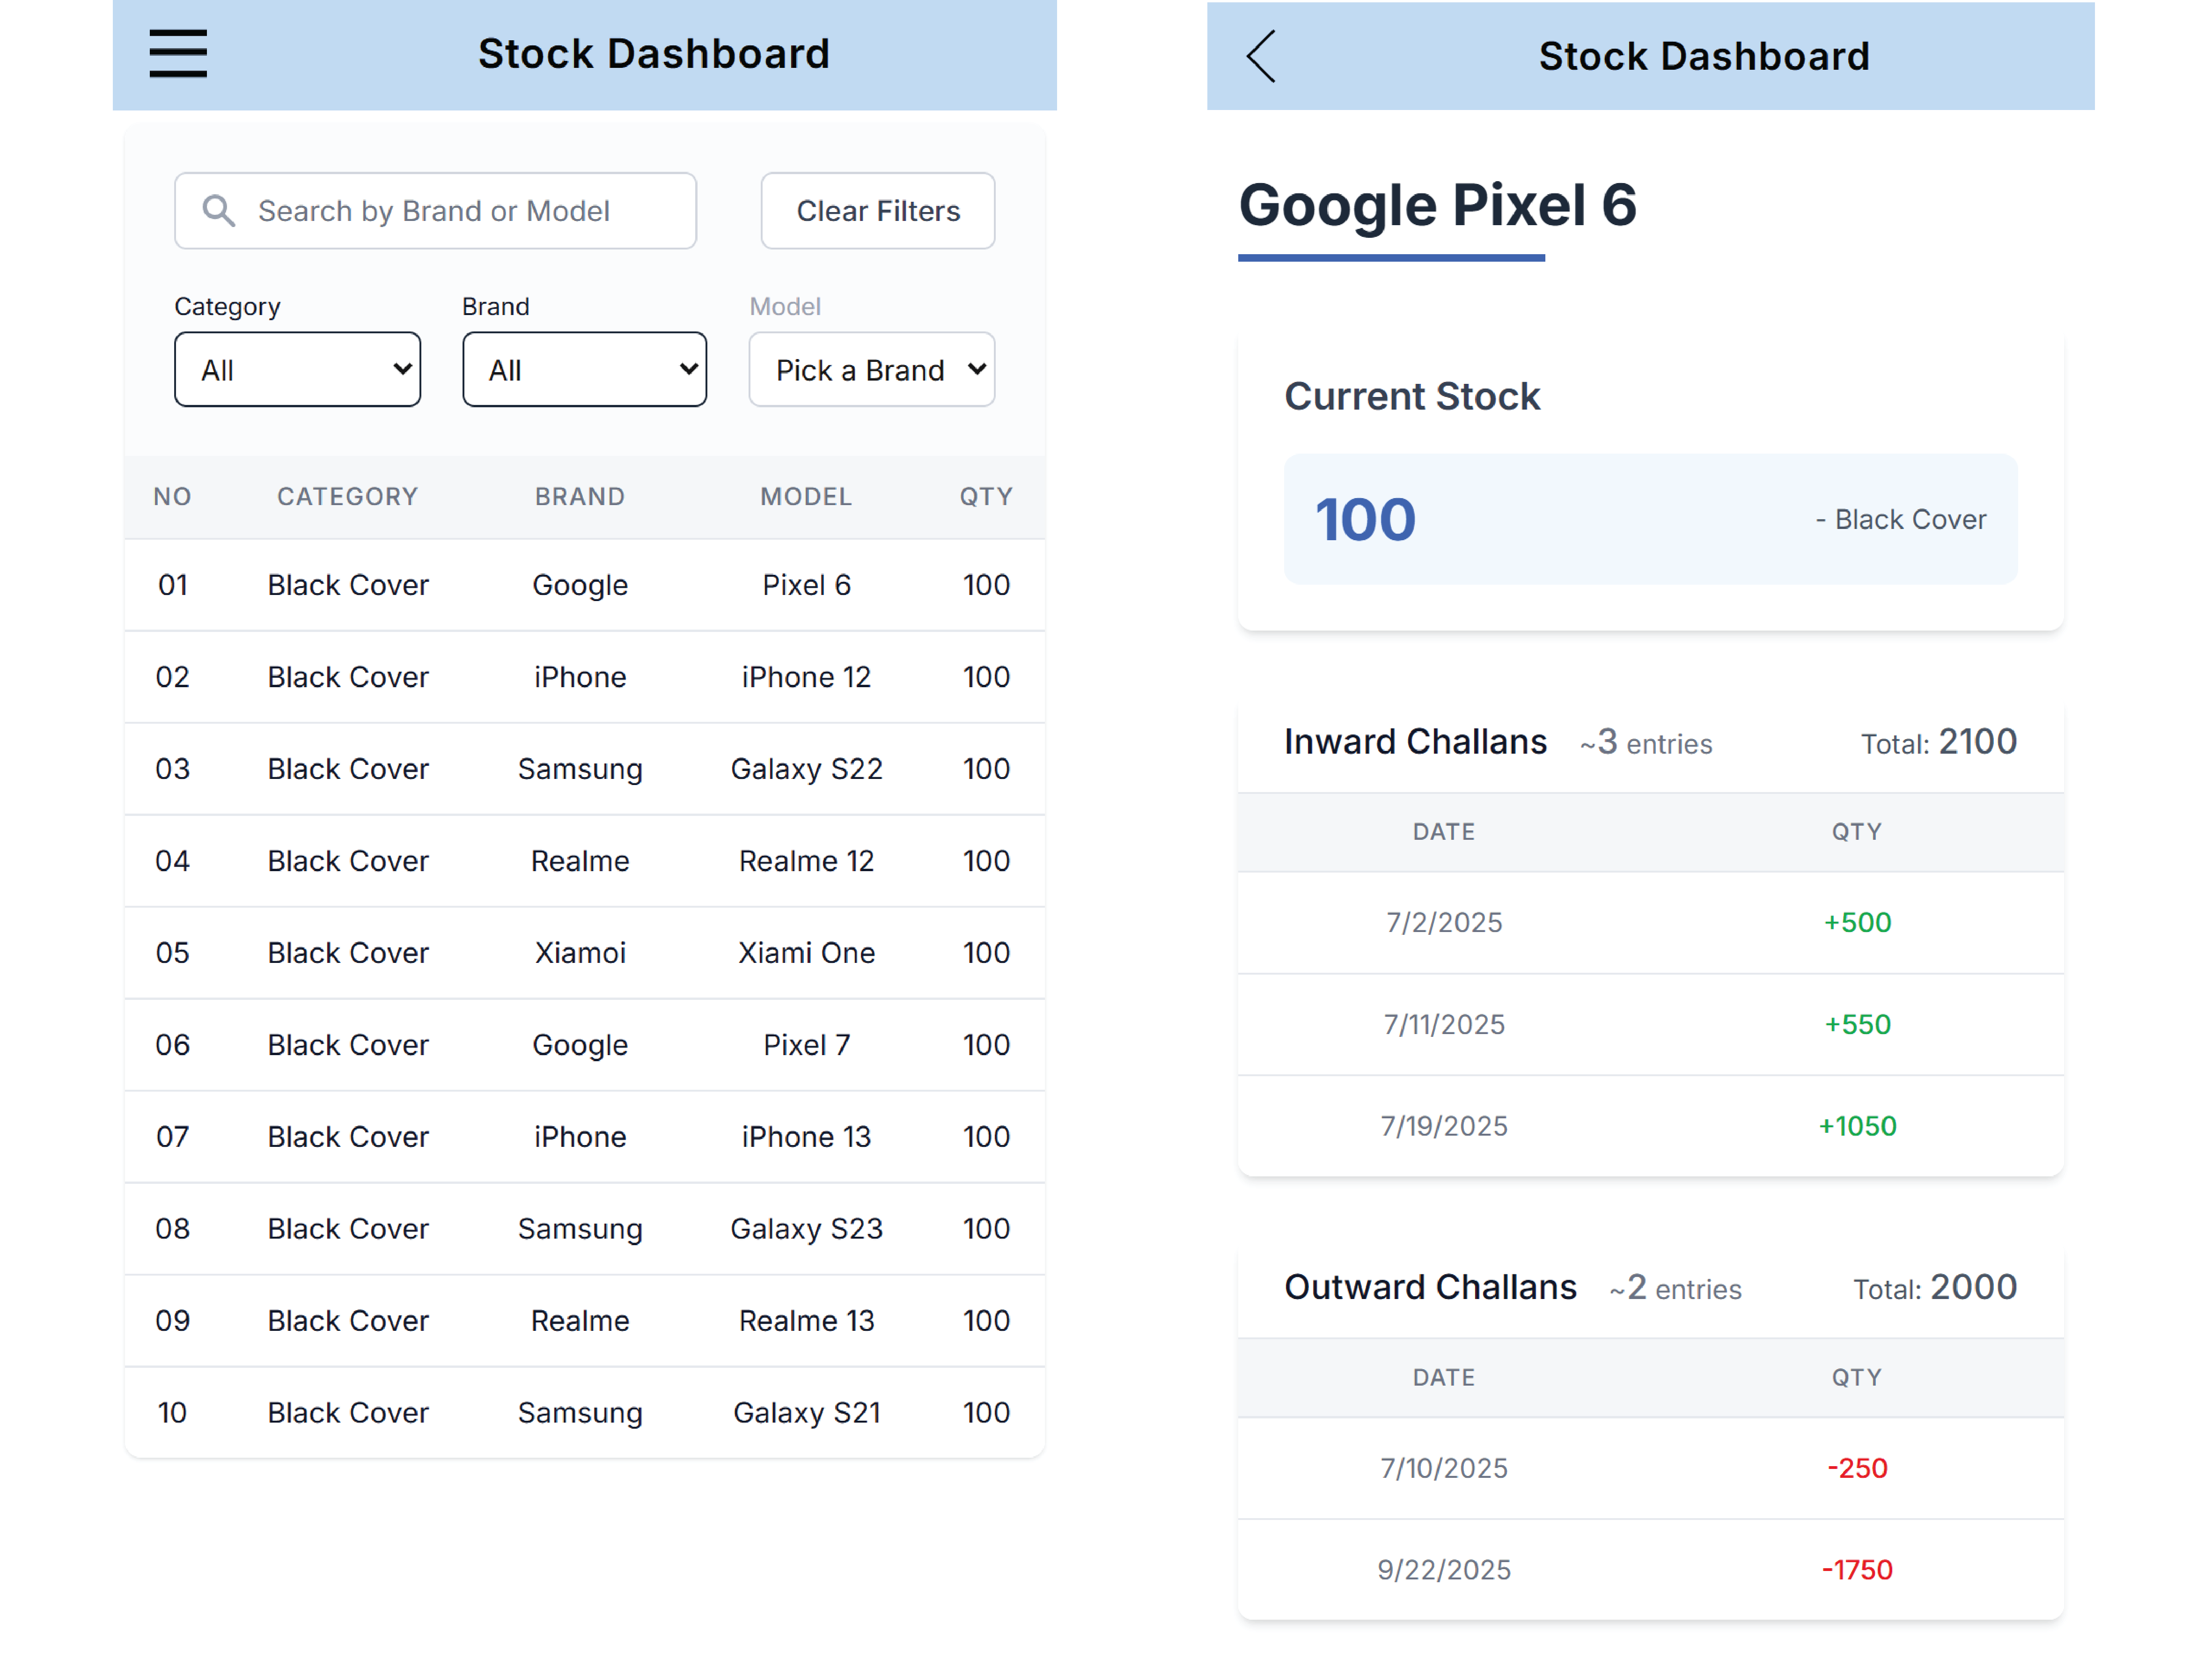 Stock Dashboard
Search by Brand or Model Clear Filters
Category Brand Model
All All Pick a Brand
NO CATEGORY BRAND MODEL QTY
01 Black Cover Google Pixel 6 100
02 Black Cover iPhone iPhone 12 100
03 Black Cover Samsung Galaxy S22 100
04 Black Cover Realme Realme 12 100
05 Black Cover Xiamoi Xiami One 100
06 Black Cover Google Pixel 7 100
07 Black Cover iPhone iPhone 13 100
08 Black Cover Samsung Galaxy S23 100
09 Black Cover Realme Realme 13 100
10 Black Cover Samsung Galaxy S21 100
Stock Dashboard
Google Pixel 6
Current Stock
100 - Black Cover
Inward Challans ~3 entries Total: 2100
DATE QTY
7/2/2025 +500
7/11/2025 +550
7/19/2025 +1050
Outward Challans ~2 entries Total: 2000
DATE QTY
7/10/2025 -250
9/22/2025 -1750